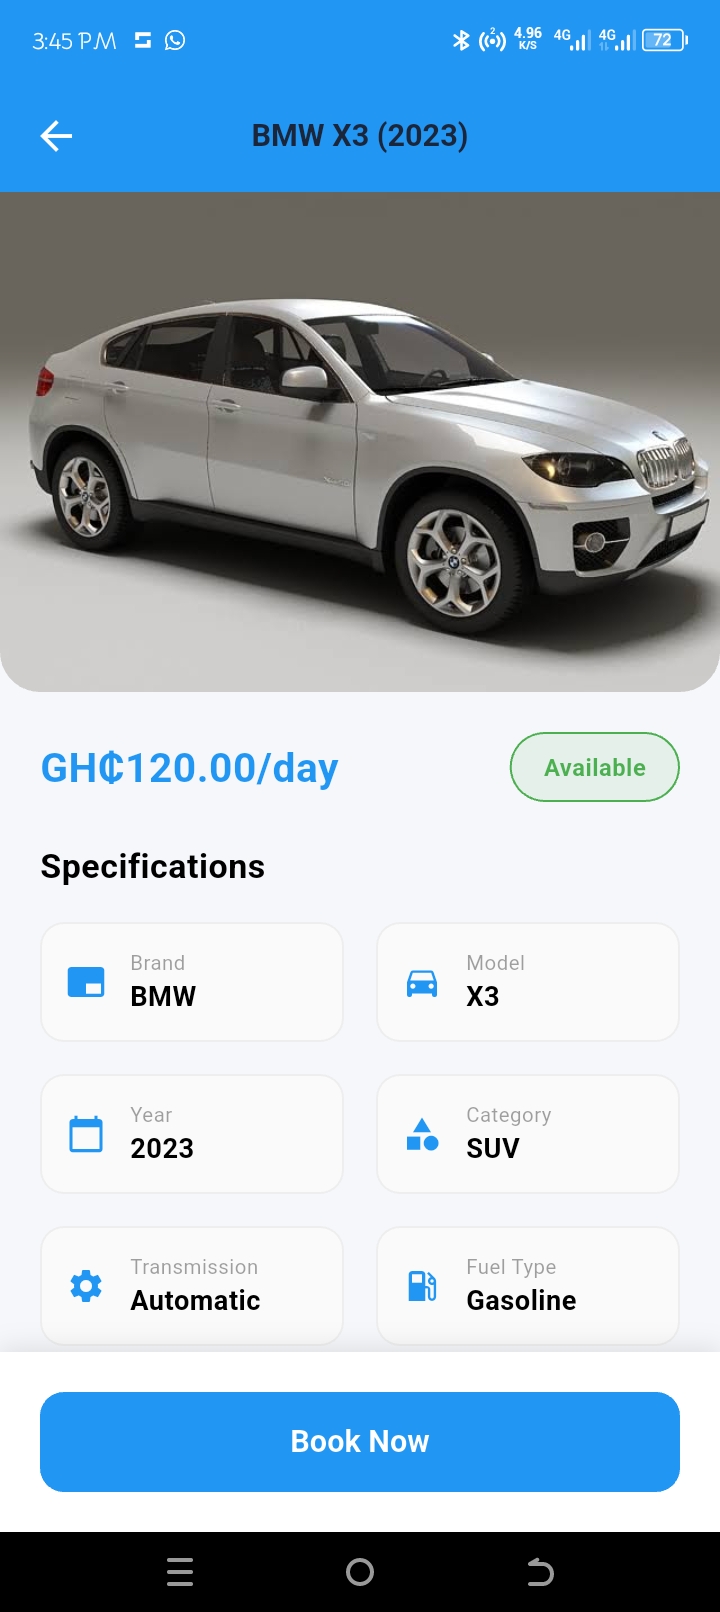 3:45 PM
2
4.96
K/S
4G
4G
72
BMW X3 (2023)
GH₵120.00/day
Available
Specifications
Brand
BMW
Model
X3
Year
2023
Category
SUV
Transmission
Automatic
Fuel Type
Gasoline
Book Now